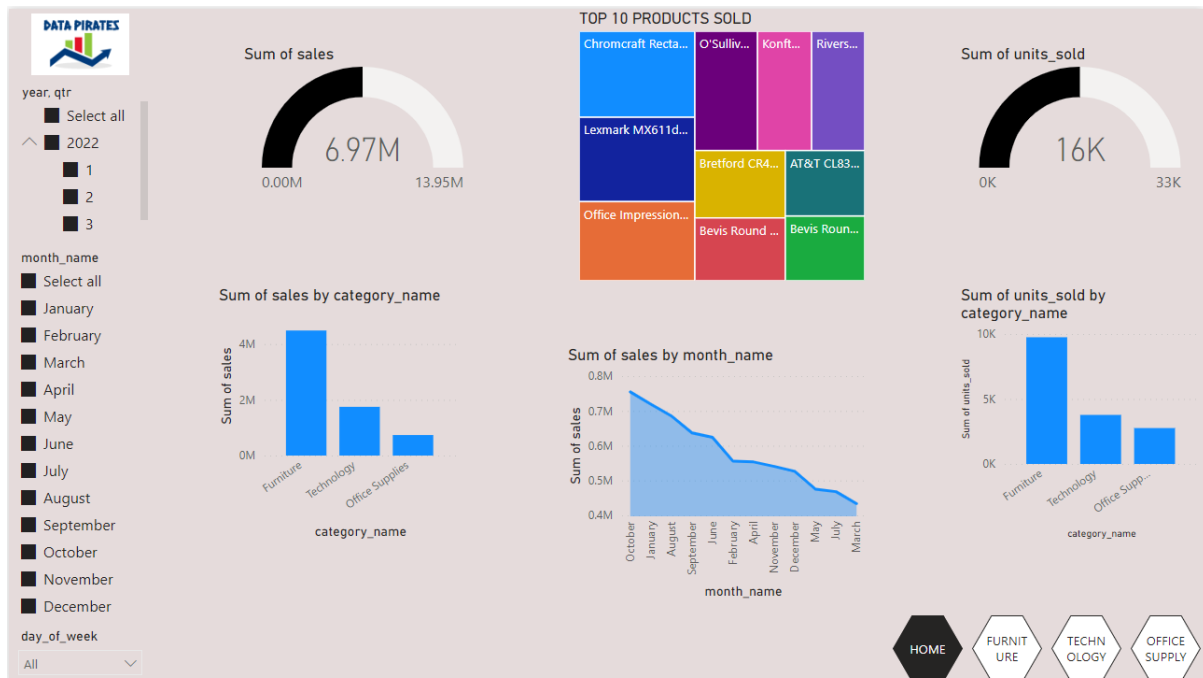 DATA PIRATES
year, qtr
Select all
2022
1
2
3
month_name
Select all
January
February
March
April
May
June
July
August
September
October
November
December
day_of_week
All
Sum of sales
6.97M
0.00M
13.95M
TOP 10 PRODUCTS SOLD
Chromcraft Recta...
O'Sulliv...
Konft...
Rivers...
Lexmark MX611d...
Bretford CR4...
AT&T CL83...
Office Impression...
Bevis Round ...
Bevis Roun...
Sum of units_sold
16K
0K
33K
Sum of sales by category_name
Sum of sales
4M
2M
0M
Furniture
Technology
Office Supplies
category_name
Sum of sales by month_name
Sum of sales
0.8M
0.7M
0.6M
0.5M
0.4M
October
January
August
September
June
February
April
November
December
May
July
March
month_name
Sum of units_sold by
category_name
Sum of units_sold
10K
5K
0K
Furniture
Technology
Office Supp...
category_name
HOME
FURNIT
URE
TECHN
OLOGY
OFFICE
SUPPLY